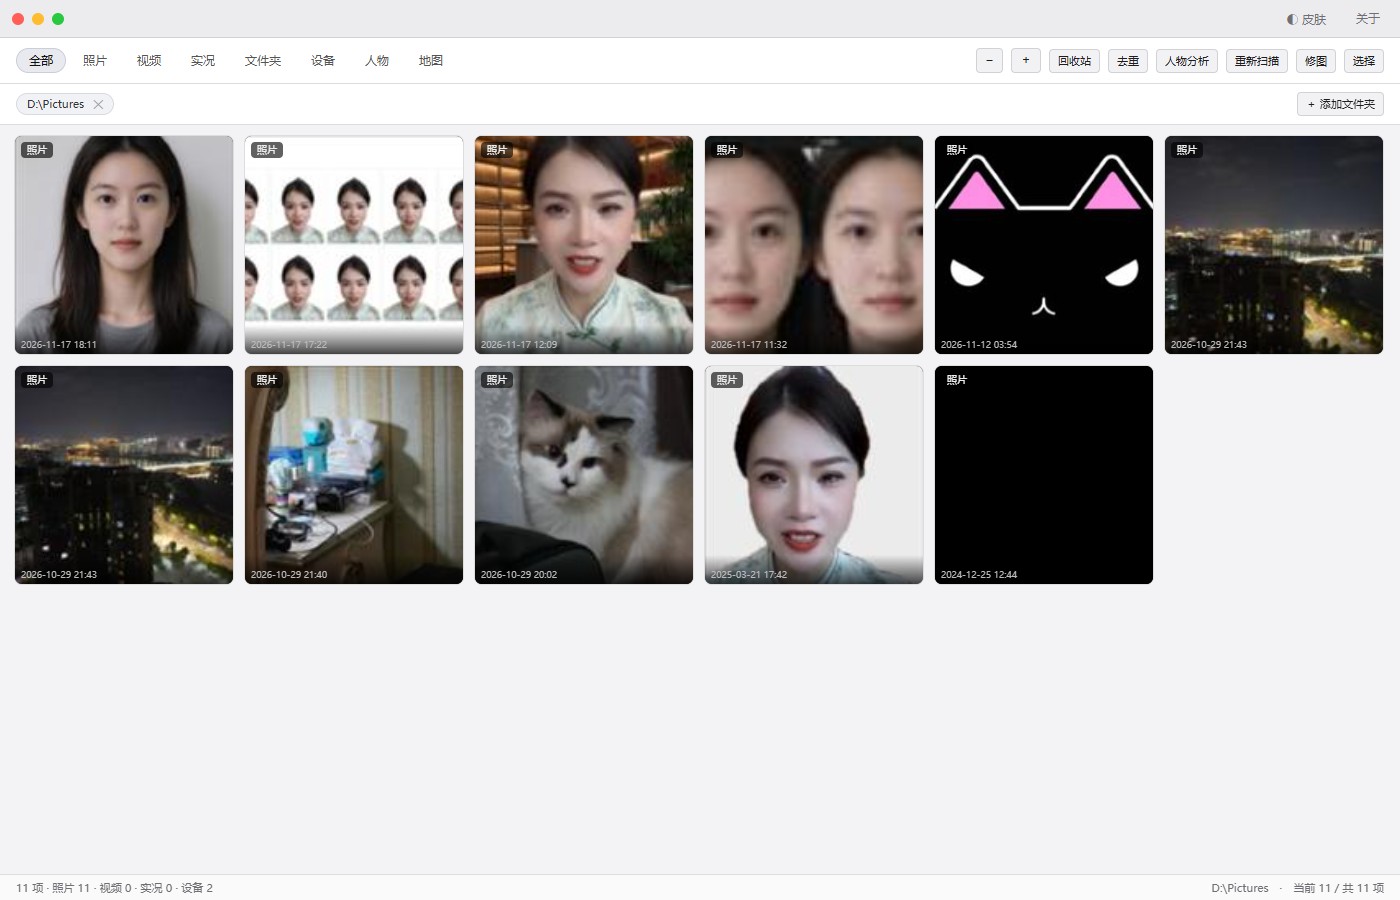 皮肤 关于
全部 照片 视频 实况 文件夹 设备 人物 地图 − + 回收站 去重 人物分析 重新扫描 修图 选择
D:\Pictures + 添加文件夹
照片 照片 照片 照片 照片 照片
2026-11-17 18:11 2026-11-17 17:22 2026-11-17 12:09 2026-11-17 11:32 2026-11-12 03:54 2026-10-29 21:43
照片 照片 照片 照片 照片
2026-10-29 21:43 2026-10-29 21:40 2026-10-29 20:02 2025-03-21 17:42 2024-12-25 12:44
11 项 · 照片 11 · 视频 0 · 实况 0 · 设备 2 D:\Pictures · 当前 11 / 共 11 项